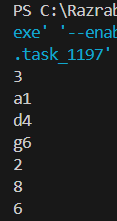 PS C:\Razrab
exe' '--enab
.task_1197'
3
a1
d4
g6
2
8
6